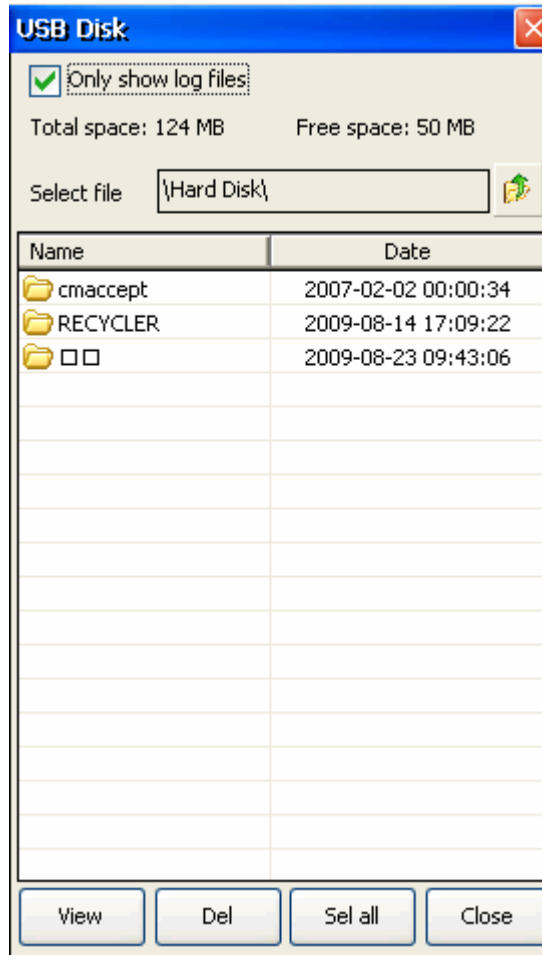 USB Disk
Only show log files
Total space: 124 MB Free space: 50 MB
Select file \Hard Disk\
Name Date
cmaccept 2007-02-02 00:00:34
RECYCLER 2009-08-14 17:09:22
□□ 2009-08-23 09:43:06
View Del Sel all Close